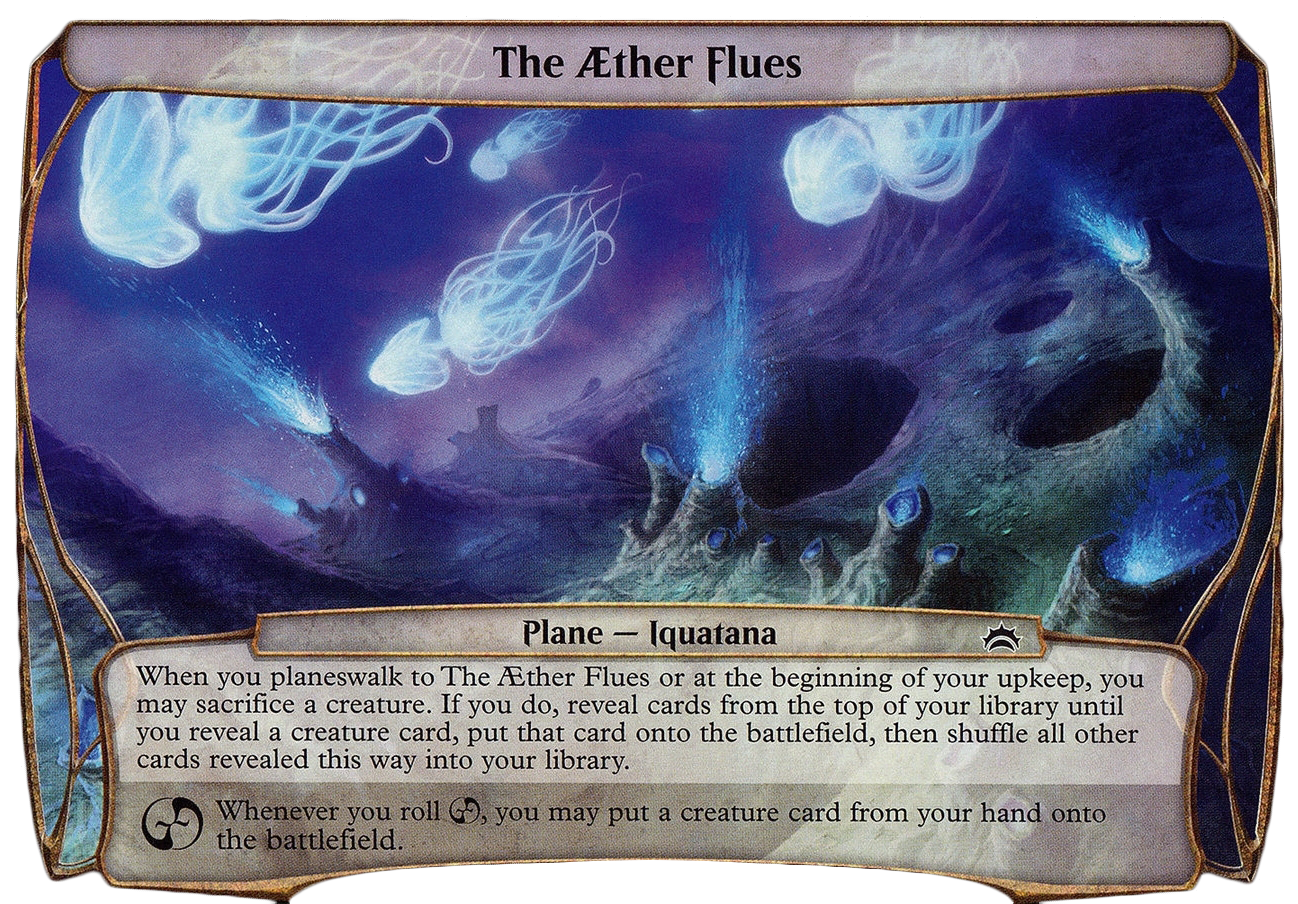 The Æther Flues
Plane — Iquatana
When you planeswalk to The Æther Flues or at the beginning of your upkeep, you
may sacrifice a creature. If you do, reveal cards from the top of your library until
you reveal a creature card, put that card onto the battlefield, then shuffle all other
cards revealed this way into your library.
Whenever you roll , you may put a creature card from your hand onto
the battlefield.